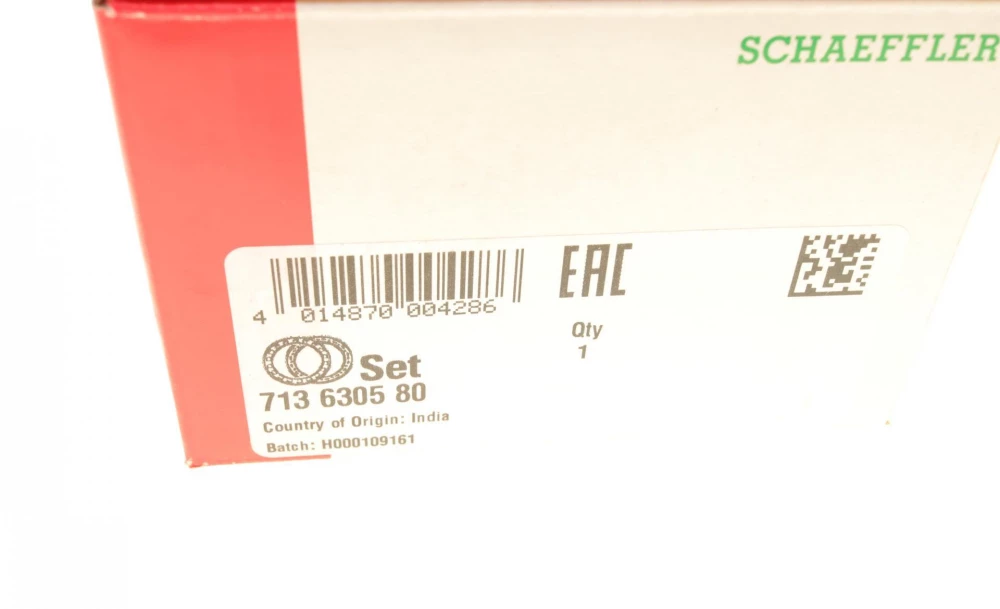 SCHAEFFLER
EAC
4 014870 004286
Qty
1
Set
713 6305 80
Country of Origin: India
Batch: H000109161